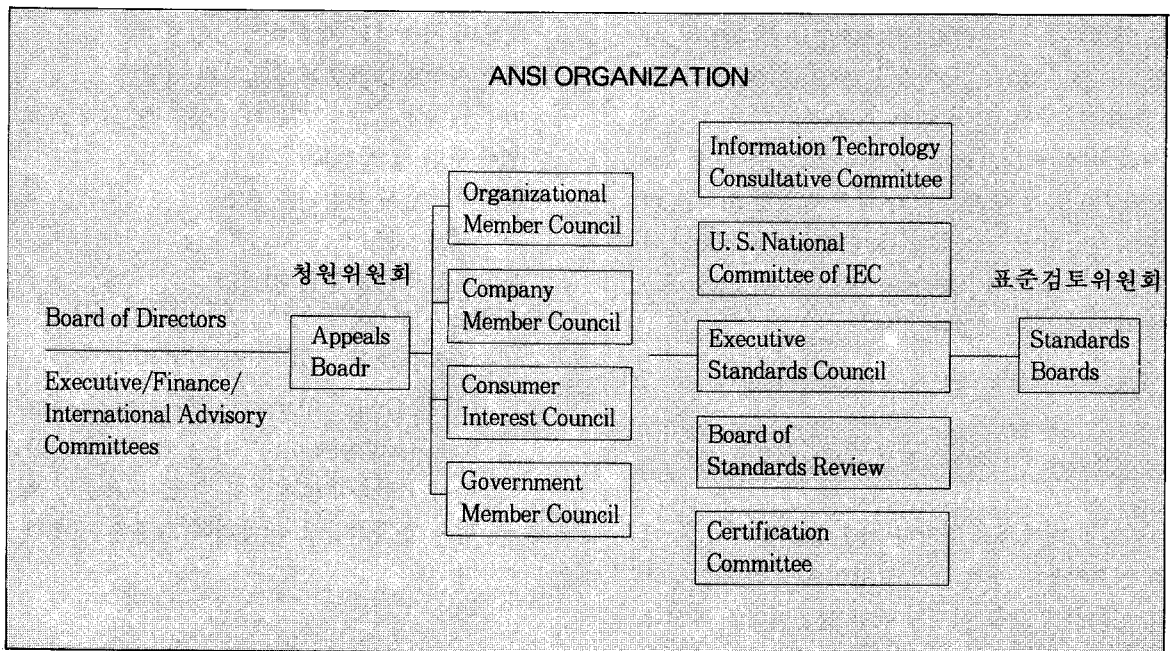 ANSI ORGANIZATION
Board of Directors
Executive/Finance/
International Advisory
Committees
청원위원회
Appeals
Boadr
Organizational
Member Council
Company
Member Council
Consumer
Interest Council
Government
Member Council
Information Techrology
Consultative Committee
U. S. National
Committee of IEC
Executive
Standards Council
Board of
Standards Review
Certification
Committee
표준검토위원회
Standards
Boards